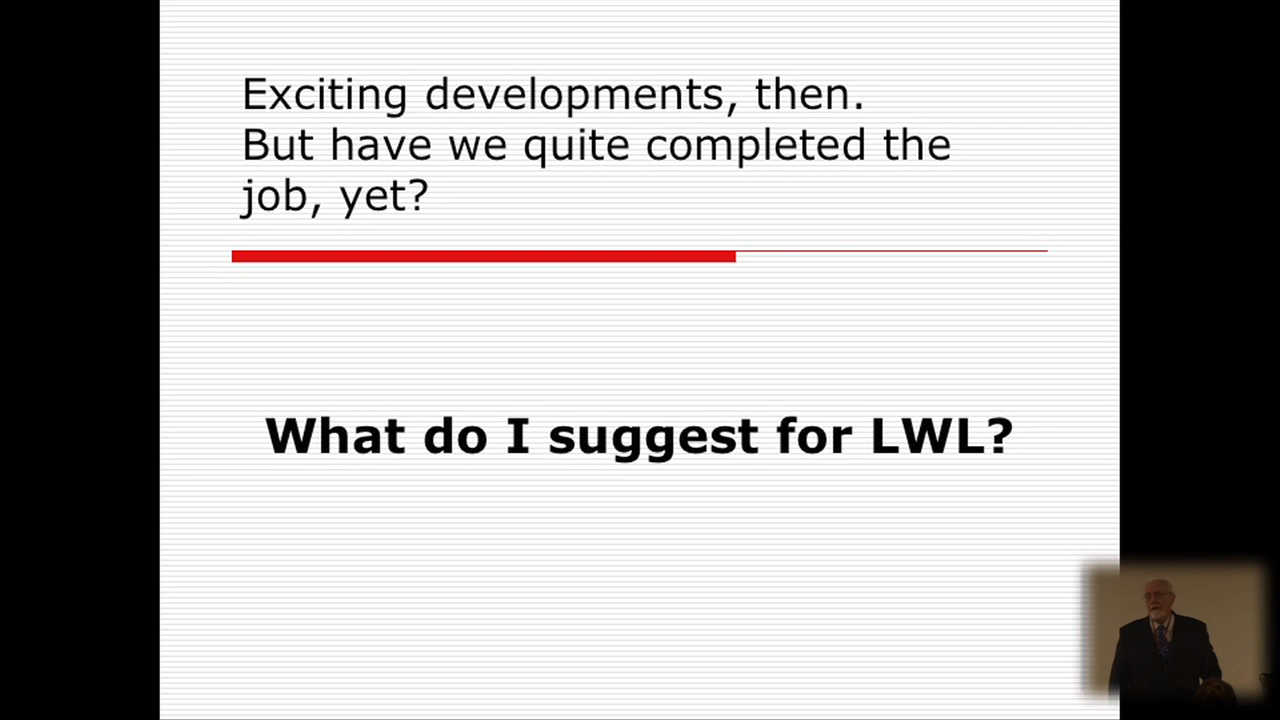 Exciting developments, then.
But have we quite completed the
job, yet?
What do I suggest for LWL?